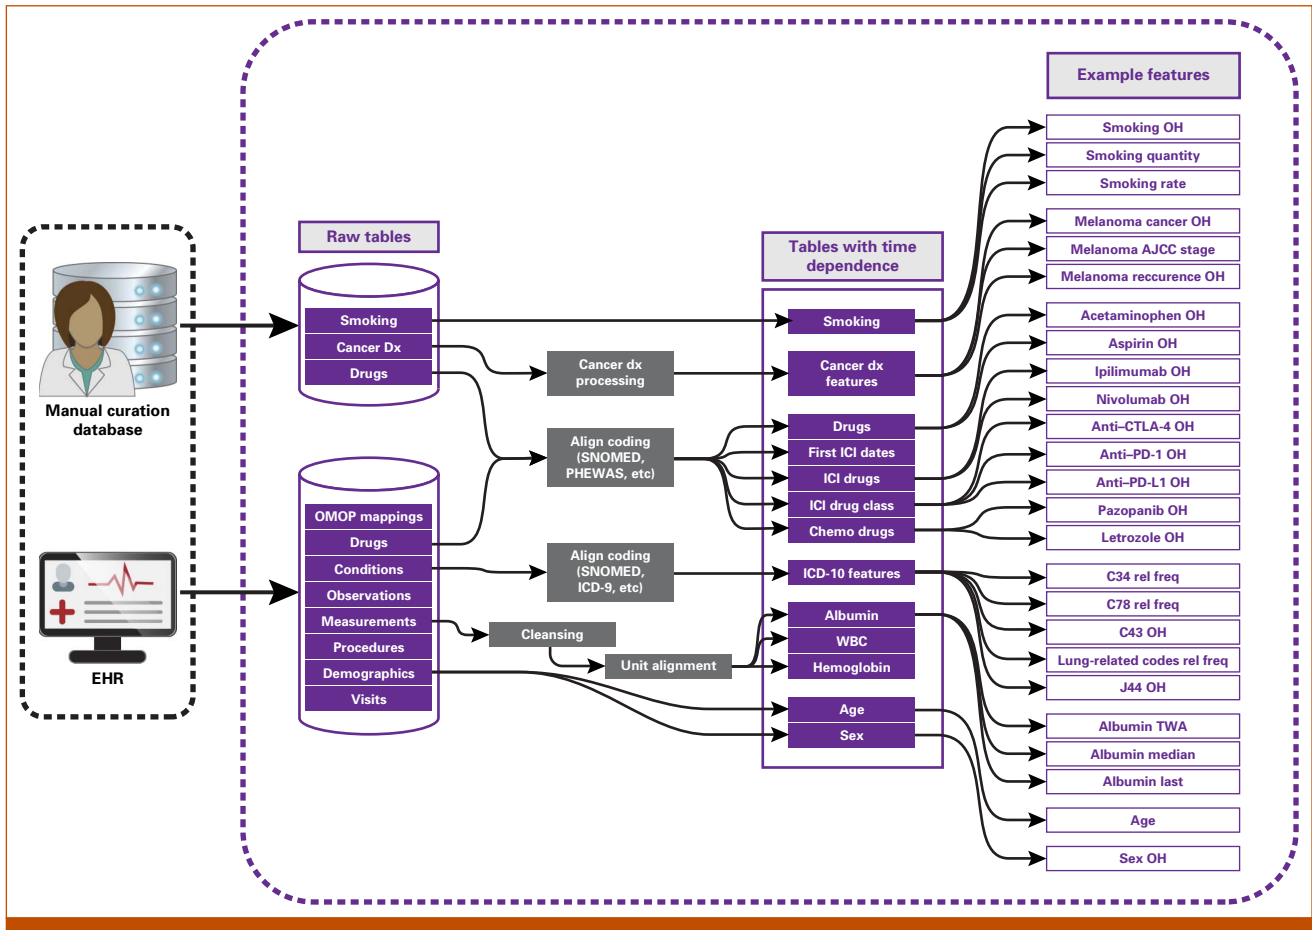 Manual curation
database
EHR
Raw tables
Smoking
Cancer Dx
Drugs
OMOP mappings
Drugs
Conditions
Observations
Measurements
Procedures
Demographics
Visits
Cancer dx
processing
Align coding
(SNOMED,
PHEWAS, etc)
Align coding
(SNOMED,
ICD-9, etc)
Cleansing
Unit alignment
Tables with time
dependence
Smoking
Cancer dx
features
Drugs
First ICI dates
ICI drugs
ICI drug class
Chemo drugs
ICD-10 features
Albumin
WBC
Hemoglobin
Age
Sex
Example features
Smoking OH
Smoking quantity
Smoking rate
Melanoma cancer OH
Melanoma AJCC stage
Melanoma reccurence OH
Acetaminophen OH
Aspirin OH
Ipilimumab OH
Nivolumab OH
Anti–CTLA-4 OH
Anti–PD-1 OH
Anti–PD-L1 OH
Pazopanib OH
Letrozole OH
C34 rel freq
C78 rel freq
C43 OH
Lung-related codes rel freq
J44 OH
Albumin TWA
Albumin median
Albumin last
Age
Sex OH